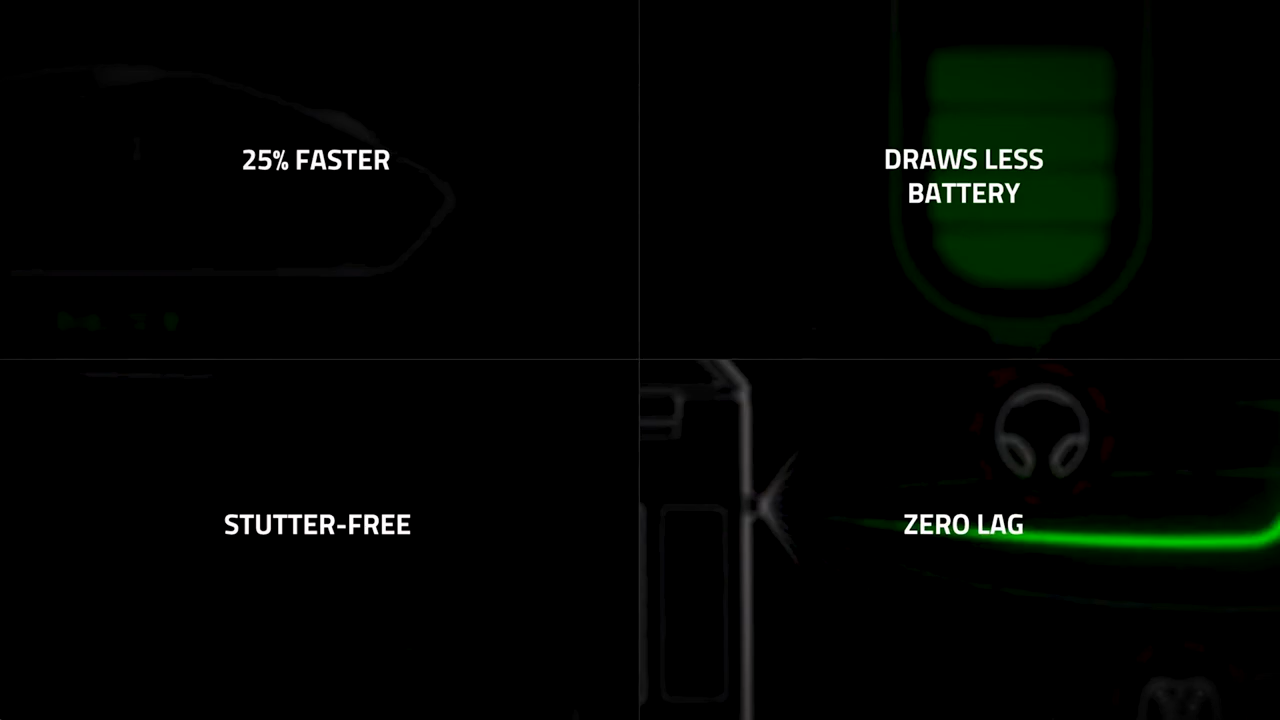 25% FASTER
DRAWS LESS
BATTERY
STUTTER-FREE
ZERO LAG